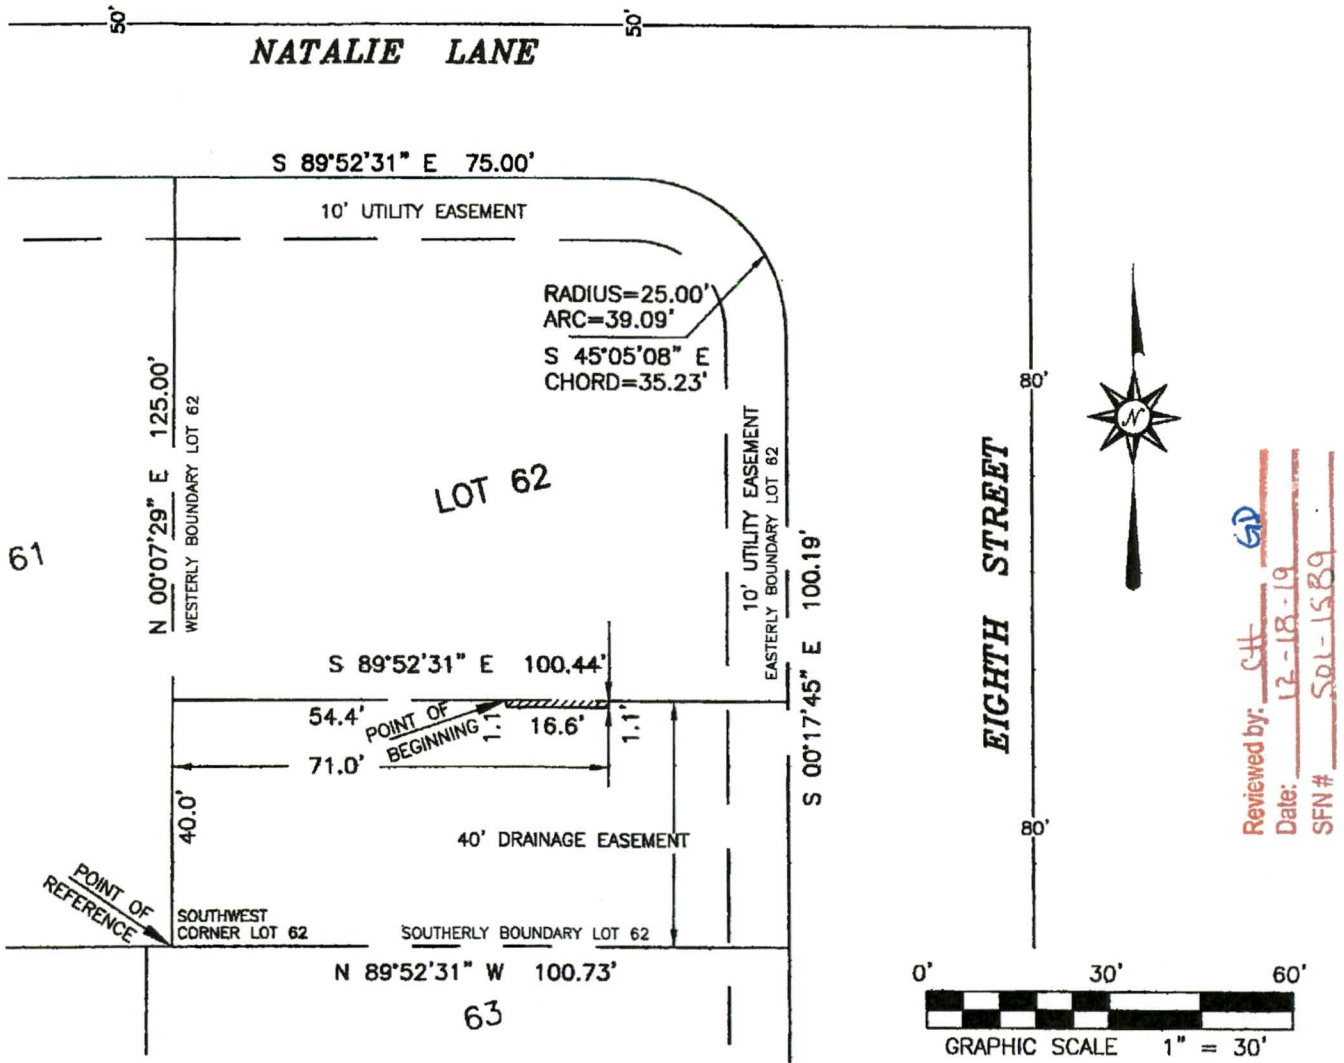 50'
50'
NATALIE LANE
S 89°52'31" E 75.00'
10' UTILITY EASEMENT
RADIUS=25.00'
ARC=39.09'
S 45°05'08" E
CHORD=35.23'
N 00°07'29" E 125.00'
WESTERLY BOUNDARY LOT 62
LOT 62
61
10' UTILITY EASEMENT
EASTERLY BOUNDARY LOT 62
S 00°17'45" E 100.19'
80'
EIGHTH STREET
80'
N
S 89°52'31" E 100.44'
54.4'
POINT OF
BEGINNING
1.1'
16.6'
1.1'
71.0'
40.0'
40' DRAINAGE EASEMENT
POINT OF
REFERENCE
SOUTHWEST
CORNER LOT 62
SOUTHERLY BOUNDARY LOT 62
N 89°52'31" W 100.73'
63
0' 30' 60'
GRAPHIC SCALE 1" = 30'
Reviewed by: CH GD
Date: 12-18-19
SFN# S01-1589